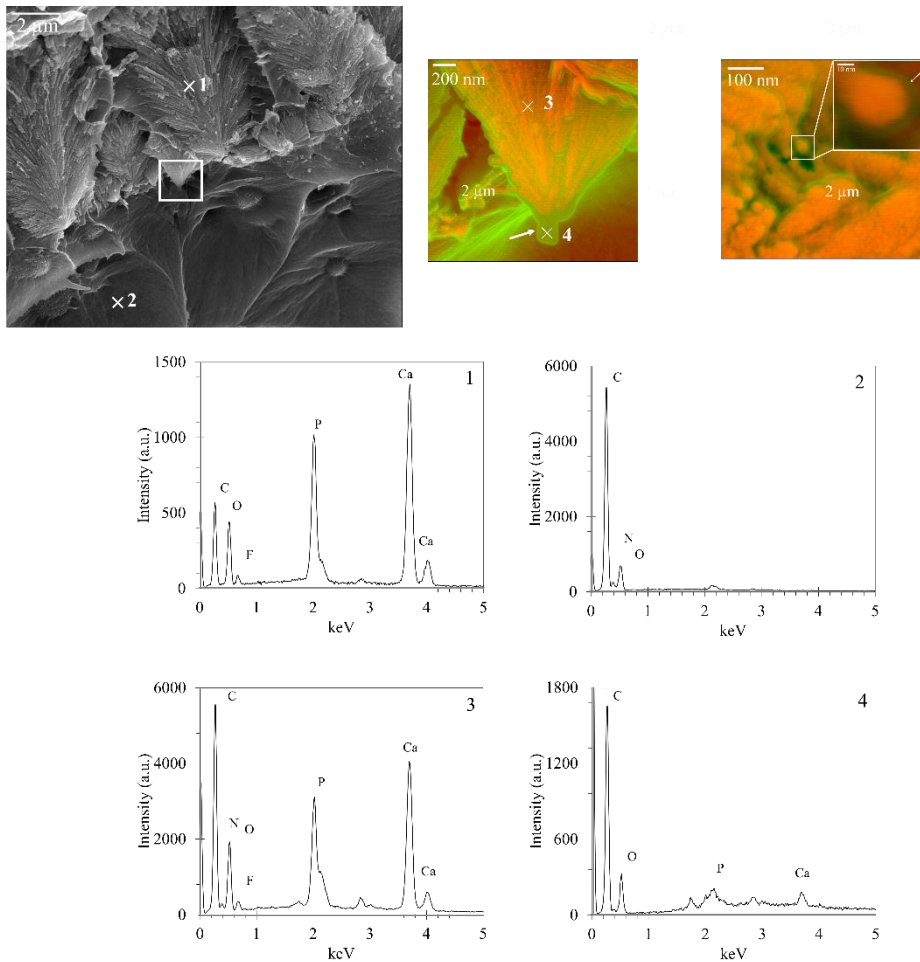 2 μm
1
2
200 nm
3
2 μm
4
100 nm
10 nm
2 μm
1
Intensity (a.u.)
1500
1000
500
0
C
O
F
P
Ca
Ca
0 1 2 3 4 5
keV
2
Intensity (a.u.)
6000
4000
2000
0
C
N
O
0 1 2 3 4 5
keV
3
Intensity (a.u.)
6000
4000
2000
0
C
N O
F
P
Ca
Ca
0 1 2 3 4 5
kcV
4
Intensity (a.u.)
1800
1200
600
0
C
O
P
Ca
0 1 2 3 4 5
keV